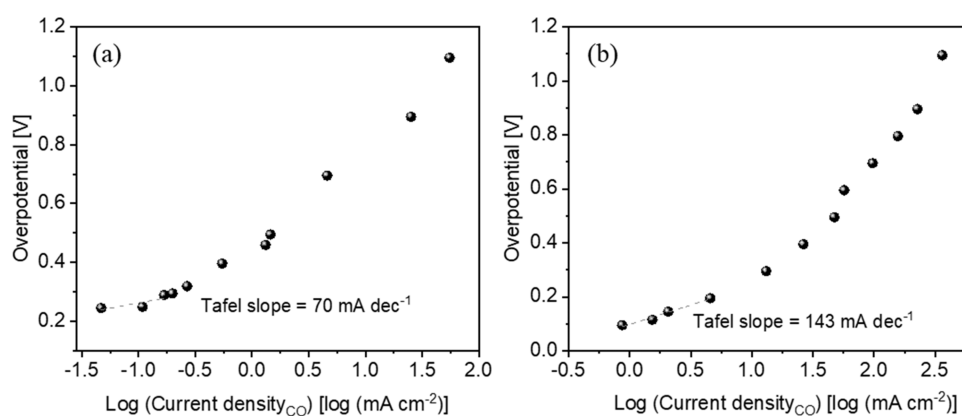 (a)
Overpotential [V]
1.2
1.0
0.8
0.6
0.4
0.2
Tafel slope = 70 mA dec⁻¹
-1.5 -1.0 -0.5 0.0 0.5 1.0 1.5 2.0
Log (Current density_CO) [log (mA cm⁻²)]
(b)
Overpotential [V]
1.2
1.0
0.8
0.6
0.4
0.2
0.0
Tafel slope = 143 mA dec⁻¹
-0.5 0.0 0.5 1.0 1.5 2.0 2.5
Log (Current density_CO) [log (mA cm⁻²)]